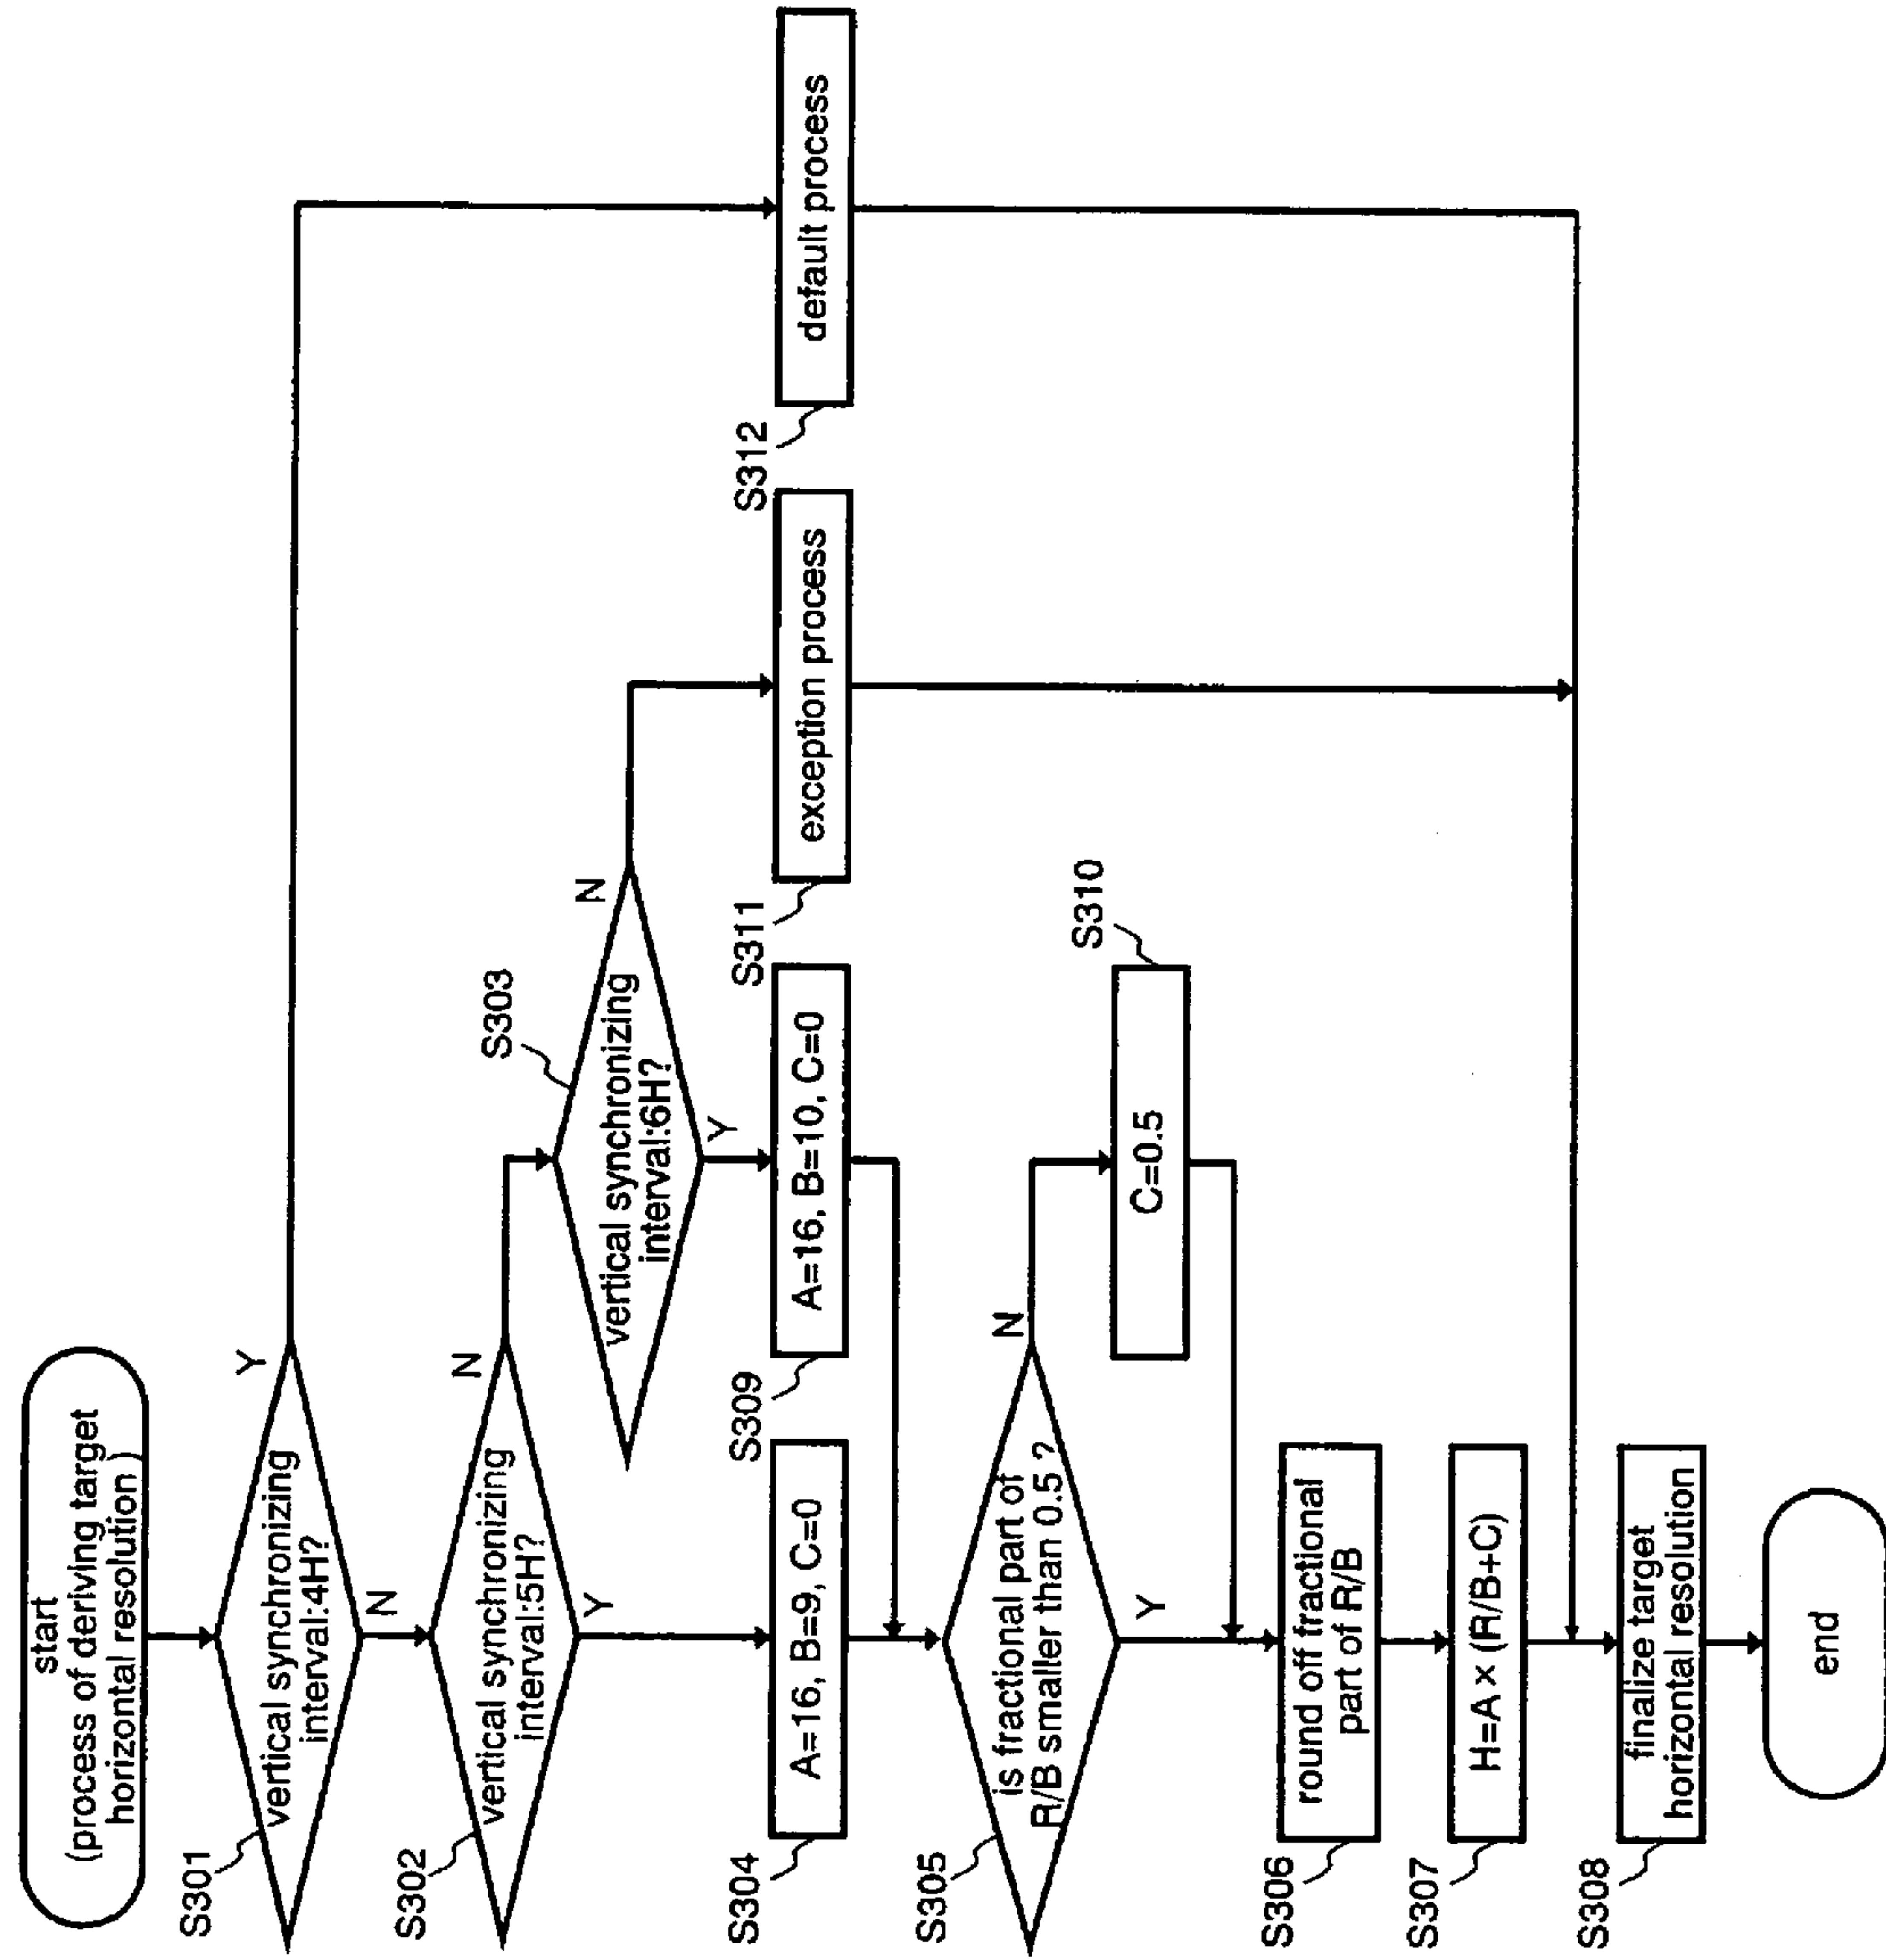 start
(process of deriving target
horizontal resolution)
S301
vertical synchronizing
interval:4H?
Y
N
S302
vertical synchronizing
interval:5H?
N
Y
S303
vertical synchronizing
interval:6H?
N
Y
S304
A=16, B=9, C=0
S309
A=16, B=10, C=0
S311
exception process
S312
default process
S305
is fractional part of
R/B smaller than 0.5 ?
N
Y
S310
C=0.5
S306
round off fractional
part of R/B
S307
H=A × (R/B+C)
S308
finalize target
horizontal resolution
end